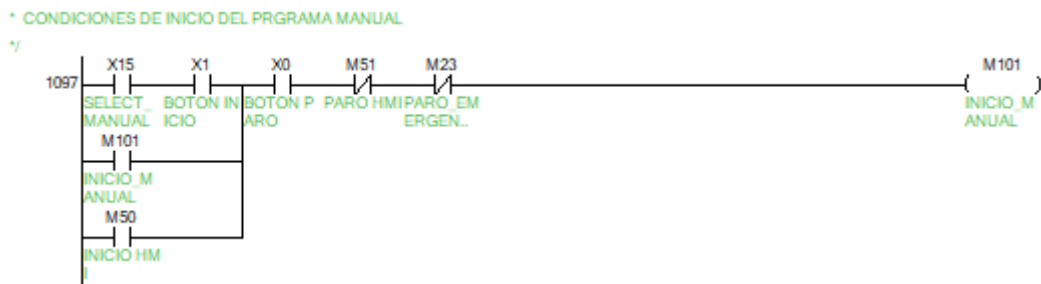 * CONDICIONES DE INICIO DEL PRGRAMA MANUAL
*/
X15 X1 X0 M51 M23 M101
1097
SELECT_ BOTON IN BOTON P PARO HMI PARO_EM INICIO_M
MANUAL ICIO ARO ERGEN... ANUAL
M101
INICIO_M
ANUAL
M50
INICIO HM
I